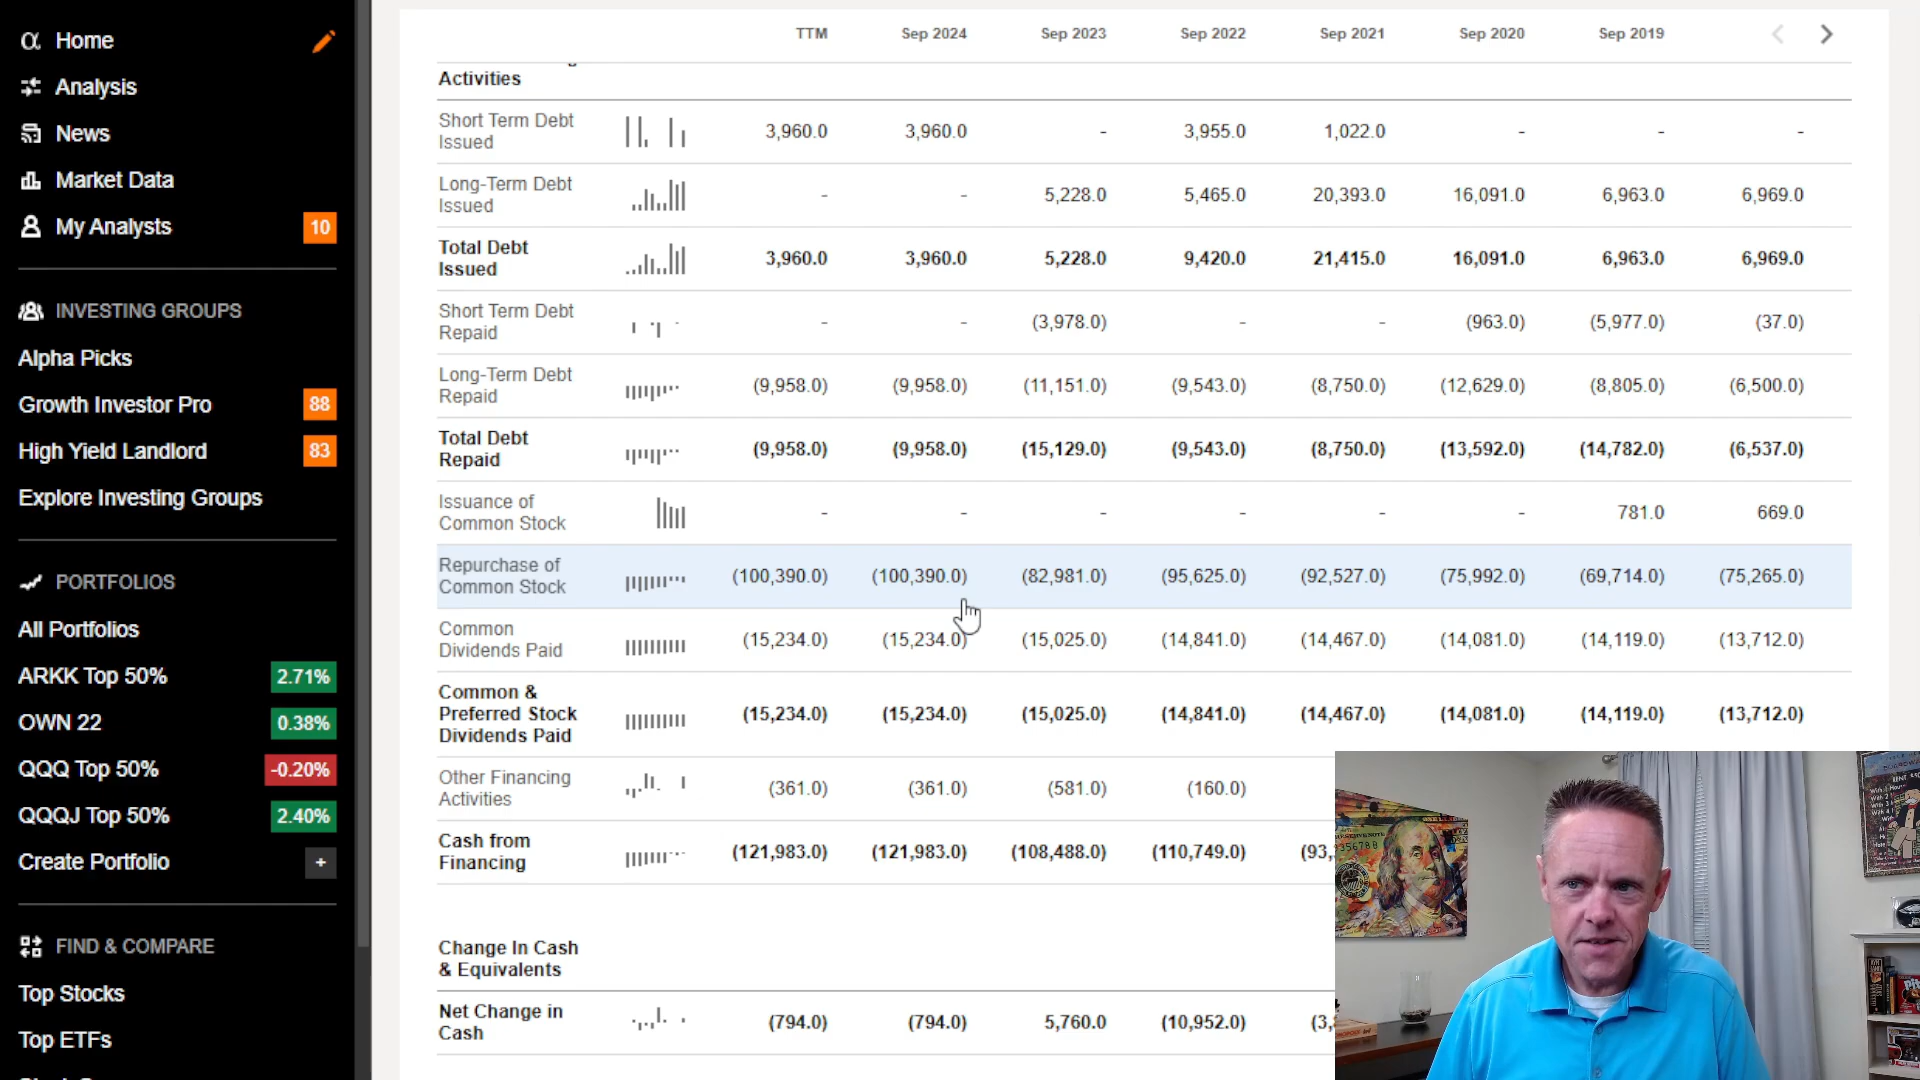 Home
Analysis
News
Market Data
My Analysts 10
INVESTING GROUPS
Alpha Picks
Growth Investor Pro 88
High Yield Landlord 83
Explore Investing Groups
PORTFOLIOS
All Portfolios
ARKK Top 50% 2.71%
OWN 22 0.38%
QQQ Top 50% -0.20%
QQQJ Top 50% 2.40%
Create Portfolio +
FIND & COMPARE
Top Stocks
Top ETFs
TTM Sep 2024 Sep 2023 Sep 2022 Sep 2021 Sep 2020 Sep 2019
Activities
Short Term Debt
Issued 3,960.0 3,960.0 - 3,955.0 1,022.0 - - -
Long-Term Debt
Issued - - 5,228.0 5,465.0 20,393.0 16,091.0 6,963.0 6,969.0
Total Debt
Issued 3,960.0 3,960.0 5,228.0 9,420.0 21,415.0 16,091.0 6,963.0 6,969.0
Short Term Debt
Repaid - - (3,978.0) - - (963.0) (5,977.0) (37.0)
Long-Term Debt
Repaid (9,958.0) (9,958.0) (11,151.0) (9,543.0) (8,750.0) (12,629.0) (8,805.0) (6,500.0)
Total Debt
Repaid (9,958.0) (9,958.0) (15,129.0) (9,543.0) (8,750.0) (13,592.0) (14,782.0) (6,537.0)
Issuance of
Common Stock - - - - - - 781.0 669.0
Repurchase of
Common Stock (100,390.0) (100,390.0) (82,981.0) (95,625.0) (92,527.0) (75,992.0) (69,714.0) (75,265.0)
Common
Dividends Paid (15,234.0) (15,234.0) (15,025.0) (14,841.0) (14,467.0) (14,081.0) (14,119.0) (13,712.0)
Common &
Preferred Stock (15,234.0) (15,234.0) (15,025.0) (14,841.0) (14,467.0) (14,081.0) (14,119.0) (13,712.0)
Dividends Paid
Other Financing
Activities (361.0) (361.0) (581.0) (160.0)
Cash from
Financing (121,983.0) (121,983.0) (108,488.0) (110,749.0) (93,
Change In Cash
& Equivalents
Net Change in
Cash (794.0) (794.0) 5,760.0 (10,952.0) (3,